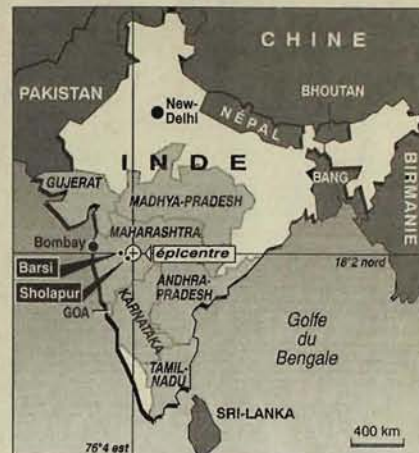 CHINE
PAKISTAN
New-
Delhi
NÉPAL
BHOUTAN
INDE
GUJERAT
BANG
BIRMANIE
MADHYA-PRADESH
MAHARASHTRA
Bombay
épicentre
18°2 nord
Barsi
Sholapur
ANDHRA-
PRADESH
GOA
KARNATAKA
Golfe
du
Bengale
TAMIL-
NADU
SRI-LANKA
76°4 est
400 km